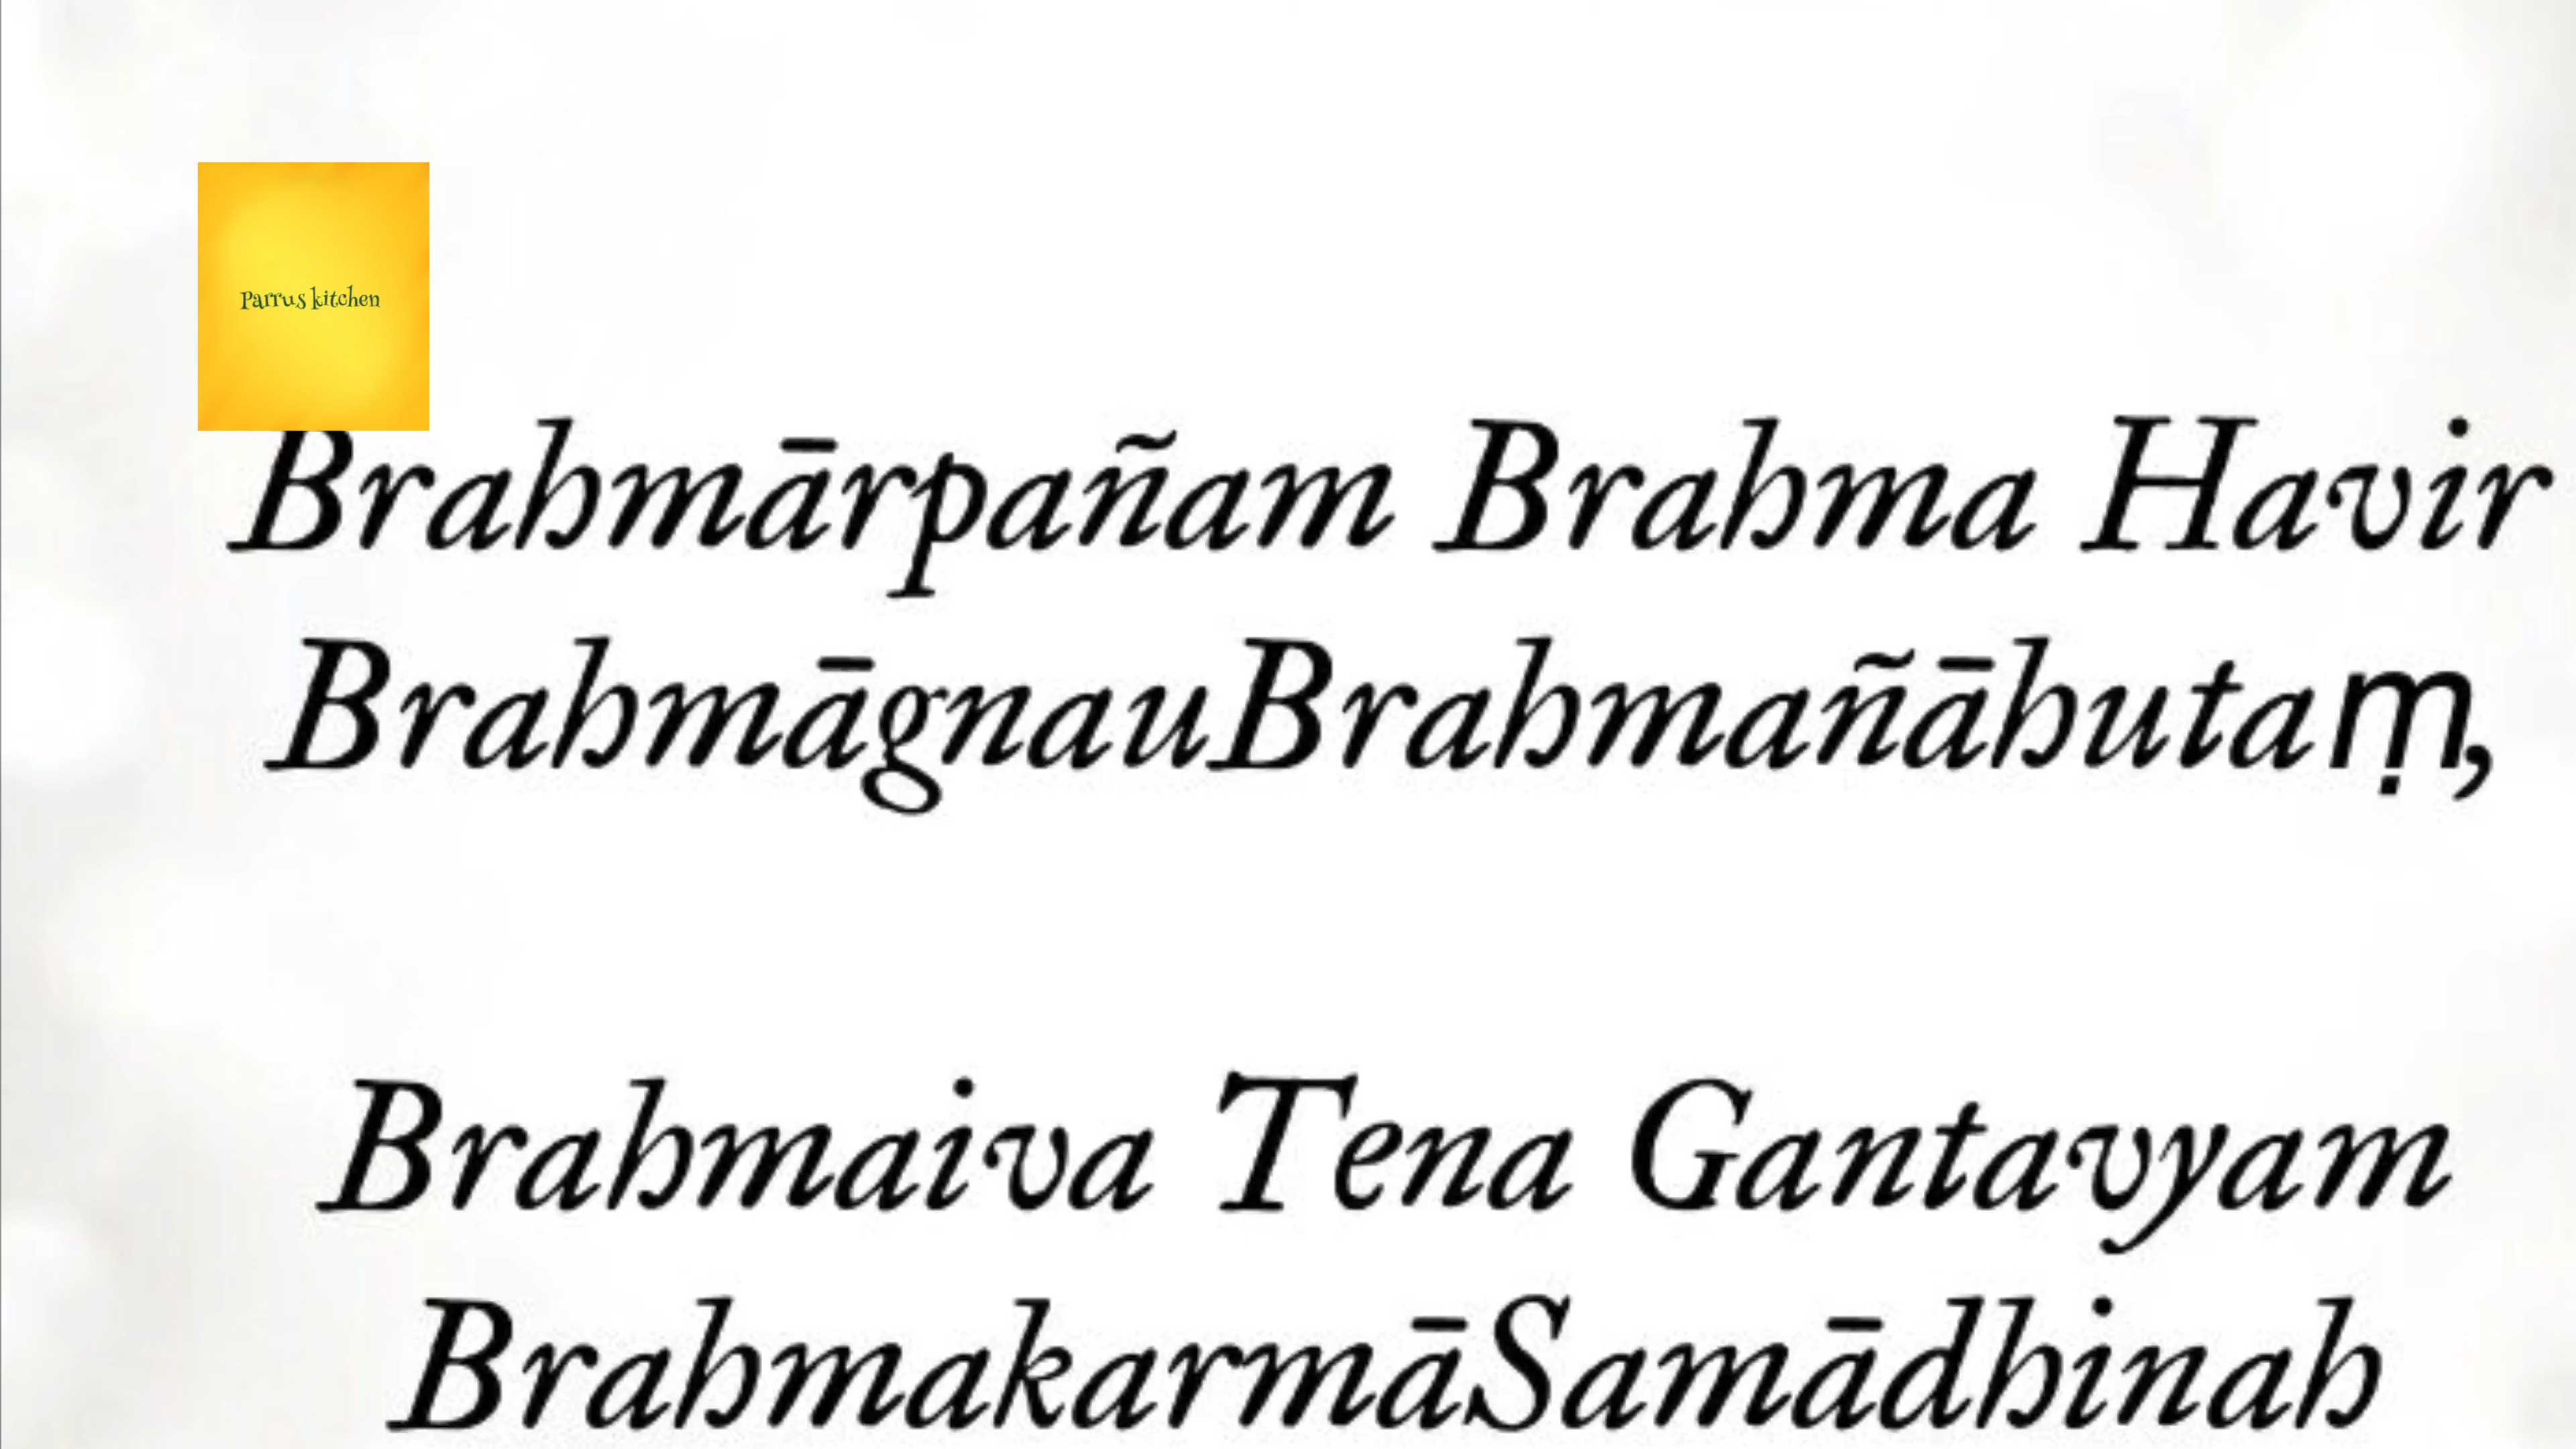 Parrus kitchen
Brahmārpañam Brahma Havir
BrahmāgnauBrahmañāhutaṃ,
Brahmaiva Tena Gantavyam
BrahmakarmāSamādhinah